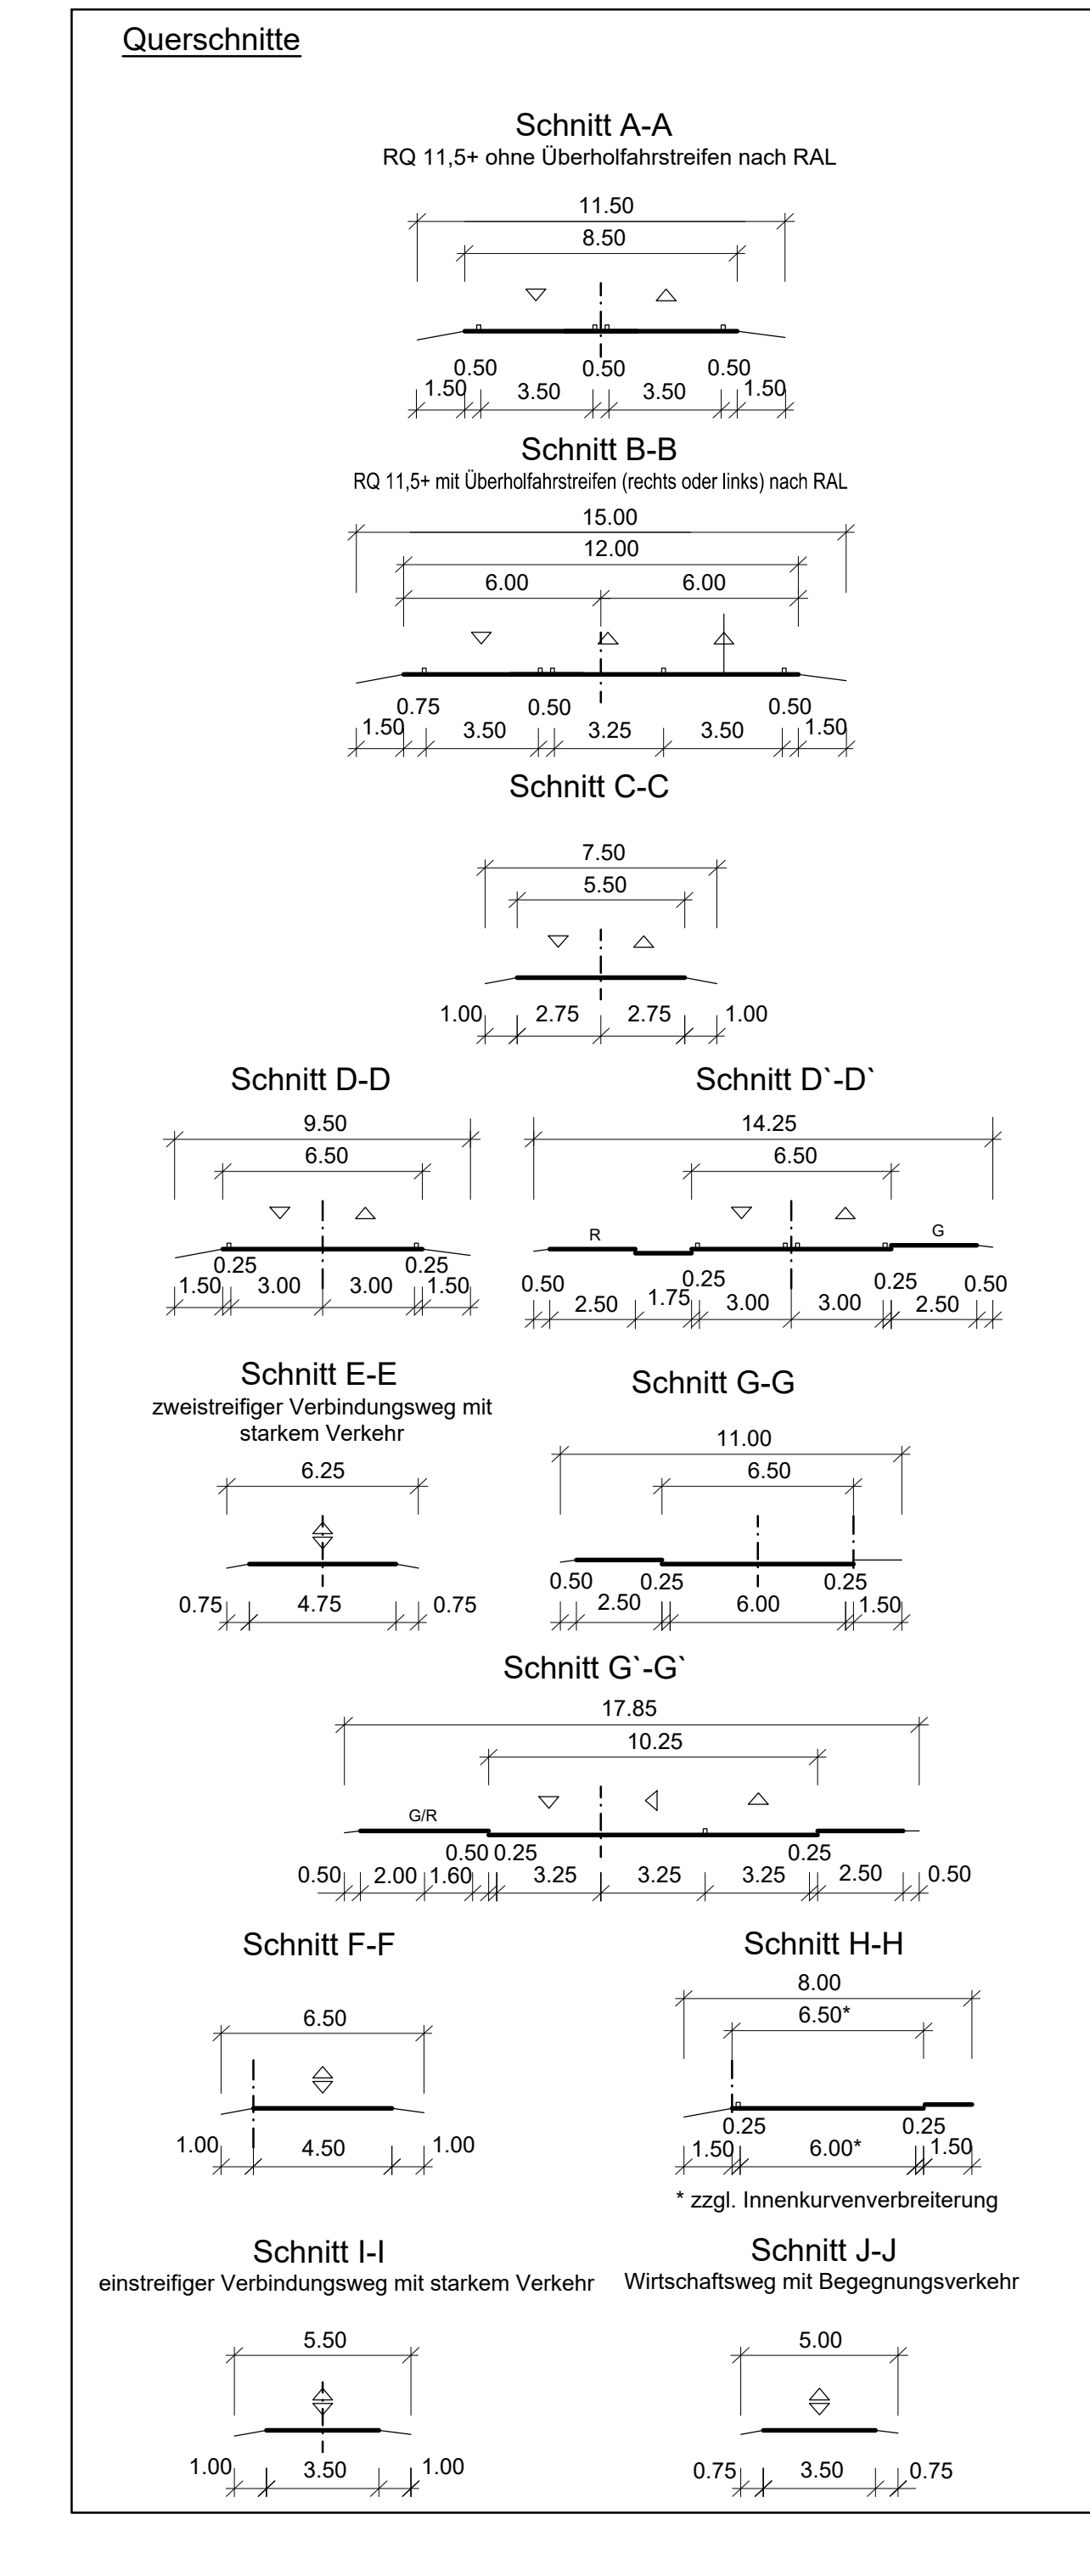 Querschnitte
Schnitt A-A
RQ 11,5+ ohne Überholfahrstreifen nach RAL
11.50
8.50
0.50 0.50 0.50
1.50 3.50 3.50 1.50
Schnitt B-B
RQ 11,5+ mit Überholfahrstreifen (rechts oder links) nach RAL
15.00
12.00
6.00 6.00
0.75 0.50 0.50
1.50 3.50 3.25 3.50 1.50
Schnitt C-C
7.50
5.50
1.00 2.75 2.75 1.00
Schnitt D-D
9.50
6.50
0.25 0.25
1.50 3.00 3.00 1.50
Schnitt D`-D`
14.25
6.50
R G
0.50 0.25 0.25 0.50
2.50 1.75 3.00 3.00 2.50
Schnitt E-E
zweistreifiger Verbindungsweg mit
starkem Verkehr
6.25
0.75 4.75 0.75
Schnitt G-G
11.00
6.50
0.50 0.25 0.25
2.50 6.00 1.50
Schnitt G`-G`
17.85
10.25
G/R
0.50 0.25 0.25
0.50 2.00 1.60 3.25 3.25 3.25 2.50 0.50
Schnitt F-F
6.50
1.00 4.50 1.00
Schnitt H-H
8.00
6.50*
0.25 0.25
1.50 6.00* 1.50
* zzgl. Innenkurvenverbreiterung
Schnitt I-I
einstreifiger Verbindungsweg mit starkem Verkehr
5.50
1.00 3.50 1.00
Schnitt J-J
Wirtschaftsweg mit Begegnungsverkehr
5.00
0.75 3.50 0.75